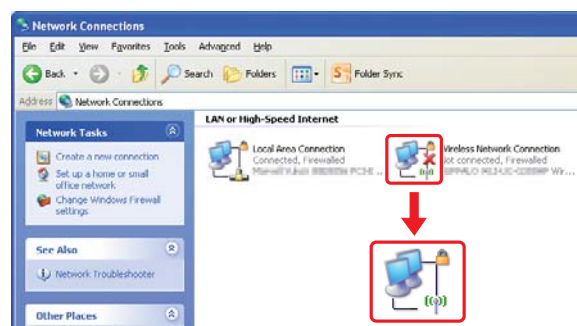 Network Connections
File Edit View Favorites Tools Advanced Help
Back Search Folders Folder Sync
Address Network Connections
LAN or High-Speed Internet
Network Tasks
Create a new connection
Set up a home or small
office network
Change Windows Firewall
settings
See Also
Network Troubleshooter
Other Places
Local Area Connection
Connected, Firewalled
Wireless Network Connection
Not connected, Firewalled